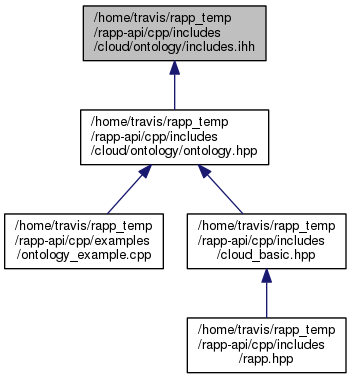 /home/travis/rapp_temp
/rapp-api/cpp/includes
/cloud/ontology/includes.ihh
/home/travis/rapp_temp
/rapp-api/cpp/includes
/cloud/ontology/ontology.hpp
/home/travis/rapp_temp
/rapp-api/cpp/examples
/ontology_example.cpp
/home/travis/rapp_temp
/rapp-api/cpp/includes
/cloud_basic.hpp
/home/travis/rapp_temp
/rapp-api/cpp/includes
/rapp.hpp